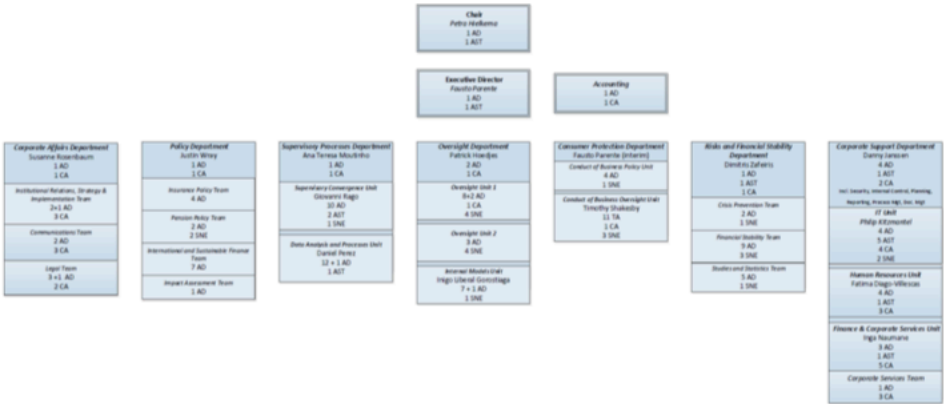 Chair
Petra Hielkema
1 AD
1 AST
Executive Director
Fausto Parente
1 AD
1 AST
Accounting
1 AD
1 CA
Corporate Affairs Department
Susanne Rosenbaum
1 AD
1 CA
Institutional Relations, Strategy &
Implementation Team
2+1 AD
3 CA
Communications Team
2 AD
3 CA
Legal Team
3 +1 AD
2 CA
Policy Department
Justin Wray
1 AD
1 CA
Insurance Policy Team
4 AD
Pension Policy Team
2 AD
2 SNE
International and Sustainable Finance
Team
7 AD
Impact Assessment Team
1 AD
Supervisory Processes Department
Ana Teresa Moutinho
1 AD
1 CA
Supervisory Convergence Unit
Giovanni Rago
10 AD
2 AST
1 SNE
Data Analysis and Processes Unit
Daniel Perez
12 + 1 AD
1 AST
Oversight Department
Patrick Hoedjes
2 AD
1 CA
Oversight Unit 1
8+2 AD
1 CA
4 SNE
Oversight Unit 2
3 AD
4 SNE
Internal Models Unit
Inigo Liberal Gorostiaga
7 + 1 AD
1 SNE
Consumer Protection Department
Fausto Parente (interim)
Conduct of Business Policy Unit
4 AD
1 SNE
Conduct of Business Oversight Unit
Timothy Shakesby
11 TA
1 CA
3 SNE
Risks and Financial Stability
Department
Dimitris Zafeiris
1 AD
1 AST
1 CA
Crisis Prevention Team
2 AD
1 SNE
Financial Stability Team
9 AD
3 SNE
Studies and Statistics Team
5 AD
1 SNE
Corporate Support Department
Danny Janssen
4 AD
1 AST
2 CA
Incl. Security, Internal Control, Planning,
Reporting, Process Mgt, Doc. Mgt
IT Unit
Philip Kitzmantel
4 AD
5 AST
4 CA
2 SNE
Human Resources Unit
Fatima Diago-Villescas
4 AD
1 AST
3 CA
Finance & Corporate Services Unit
Inga Naumane
3 AD
1 AST
5 CA
Corporate Services Team
1 AD
3 CA